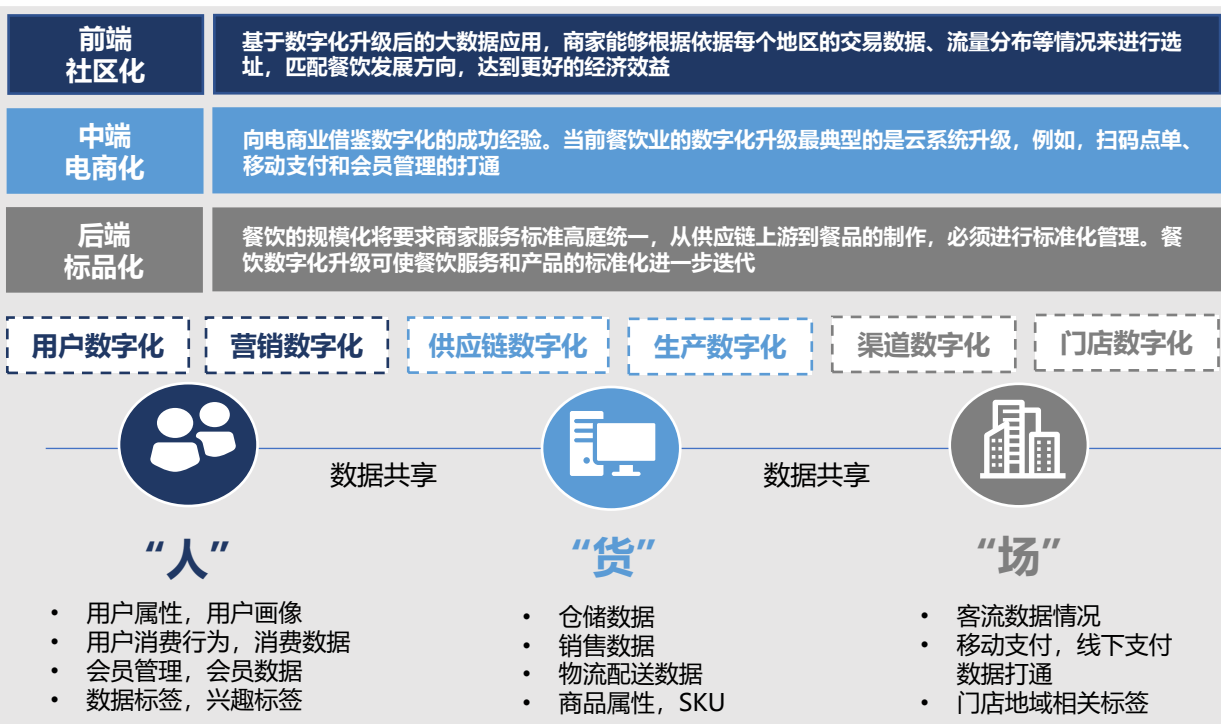 前端
社区化
基于数字化升级后的大数据应用，商家能够根据依据每个地区的交易数据、流量分布等情况来进行选
址，匹配餐饮发展方向，达到更好的经济效益
中端
电商化
向电商业借鉴数字化的成功经验。当前餐饮业的数字化升级最典型的是云系统升级，例如，扫码点单、
移动支付和会员管理的打通
后端
标品化
餐饮的规模化将要求商家服务标准高庭统一，从供应链上游到餐品的制作，必须进行标准化管理。餐
饮数字化升级可使餐饮服务和产品的标准化进一步迭代
用户数字化 营销数字化 供应链数字化 生产数字化 渠道数字化 门店数字化
数据共享 数据共享
“人”
• 用户属性，用户画像
• 用户消费行为，消费数据
• 会员管理，会员数据
• 数据标签，兴趣标签
“货”
• 仓储数据
• 销售数据
• 物流配送数据
• 商品属性，SKU
“场”
• 客流数据情况
• 移动支付，线下支付
数据打通
• 门店地域相关标签